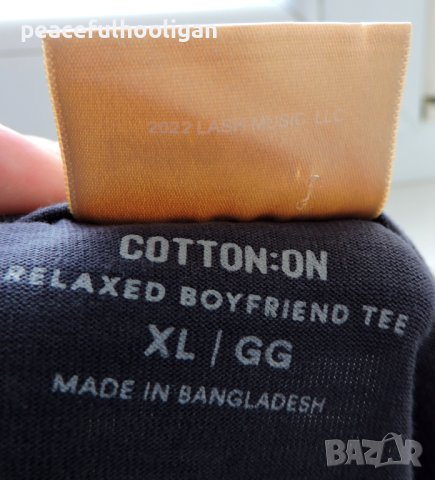 peacefulhooligan
2022 LASH MUSIC LLC
COTTON:ON
RELAXED BOYFRIEND TEE
XL | GG
MADE IN BANGLADESH
BAZAR